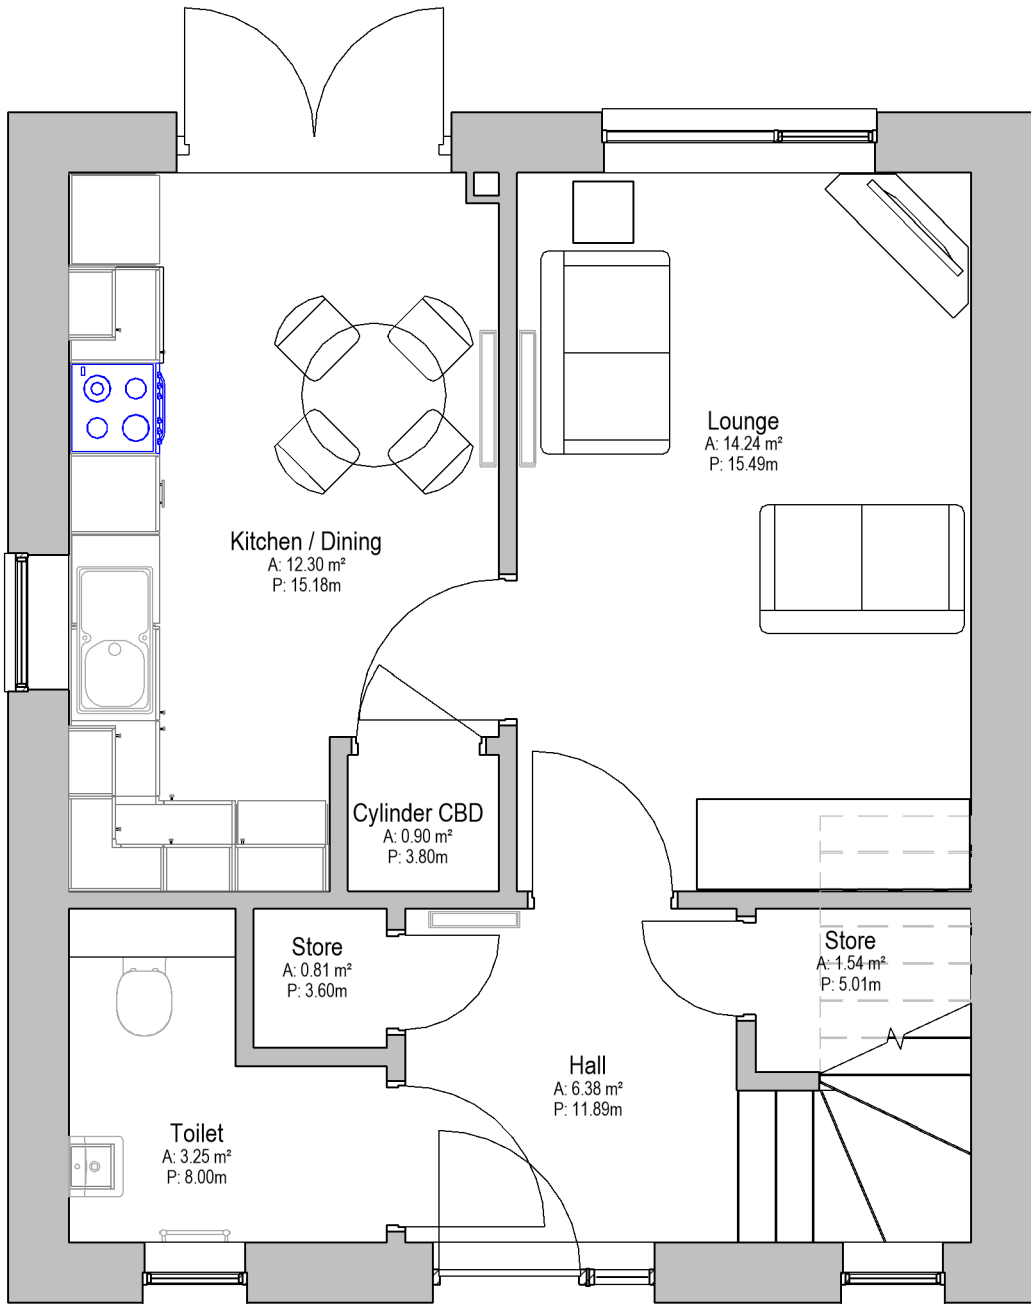 Lounge
A: 14.24 m²
P: 15.49m
Kitchen / Dining
A: 12.30 m²
P: 15.18m
Cylinder CBD
A: 0.90 m²
P: 3.80m
Store
A: 0.81 m²
P: 3.60m
Store
A: 1.54 m²
P: 5.01m
Hall
A: 6.38 m²
P: 11.89m
Toilet
A: 3.25 m²
P: 8.00m